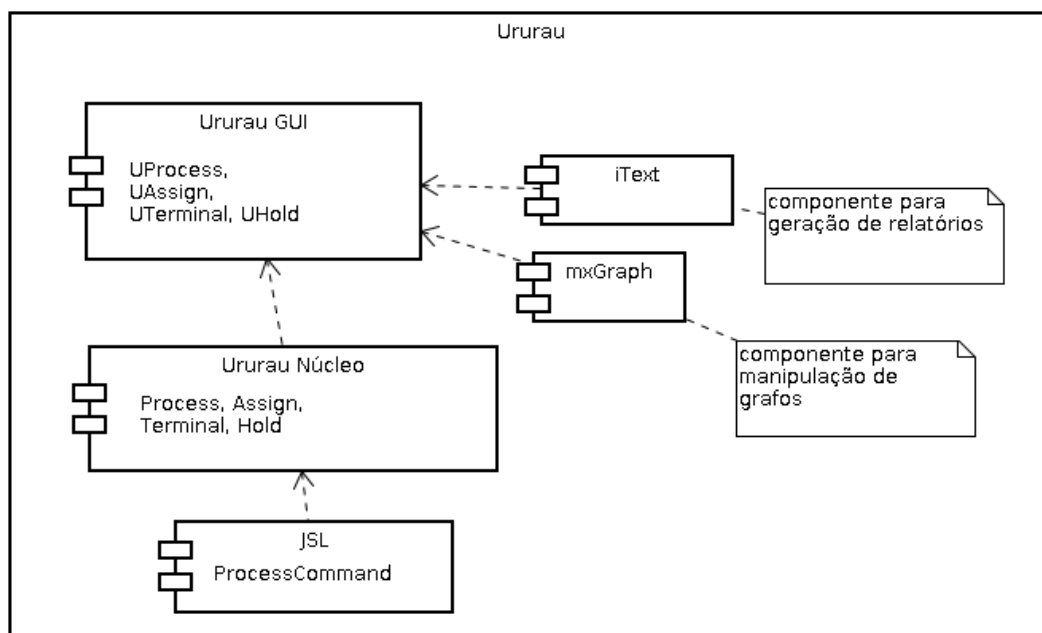 Ururau
Ururau GUI
UProcess,
UAssign,
UTerminal, UHold
iText
componente para
geração de relatórios
mxGraph
componente para
manipulação de
grafos
Ururau Núcleo
Process, Assign,
Terminal, Hold
JSL
ProcessCommand